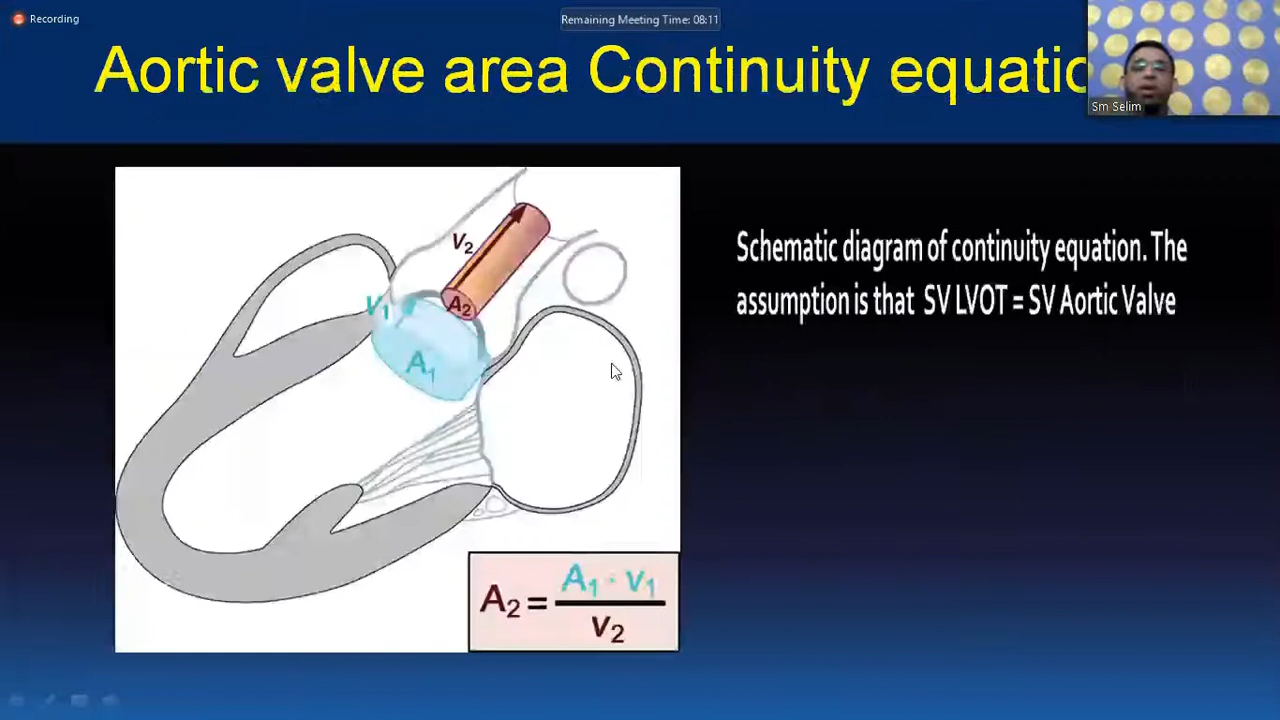 Recording
Remaining Meeting Time: 08:11
Aortic valve area Continuity equatio
Sm Selim
Schematic diagram of continuity equation. The
assumption is that SV LVOT = SV Aortic Valve
V2
V1
A2
A1
A2 = A1 · v1
v2